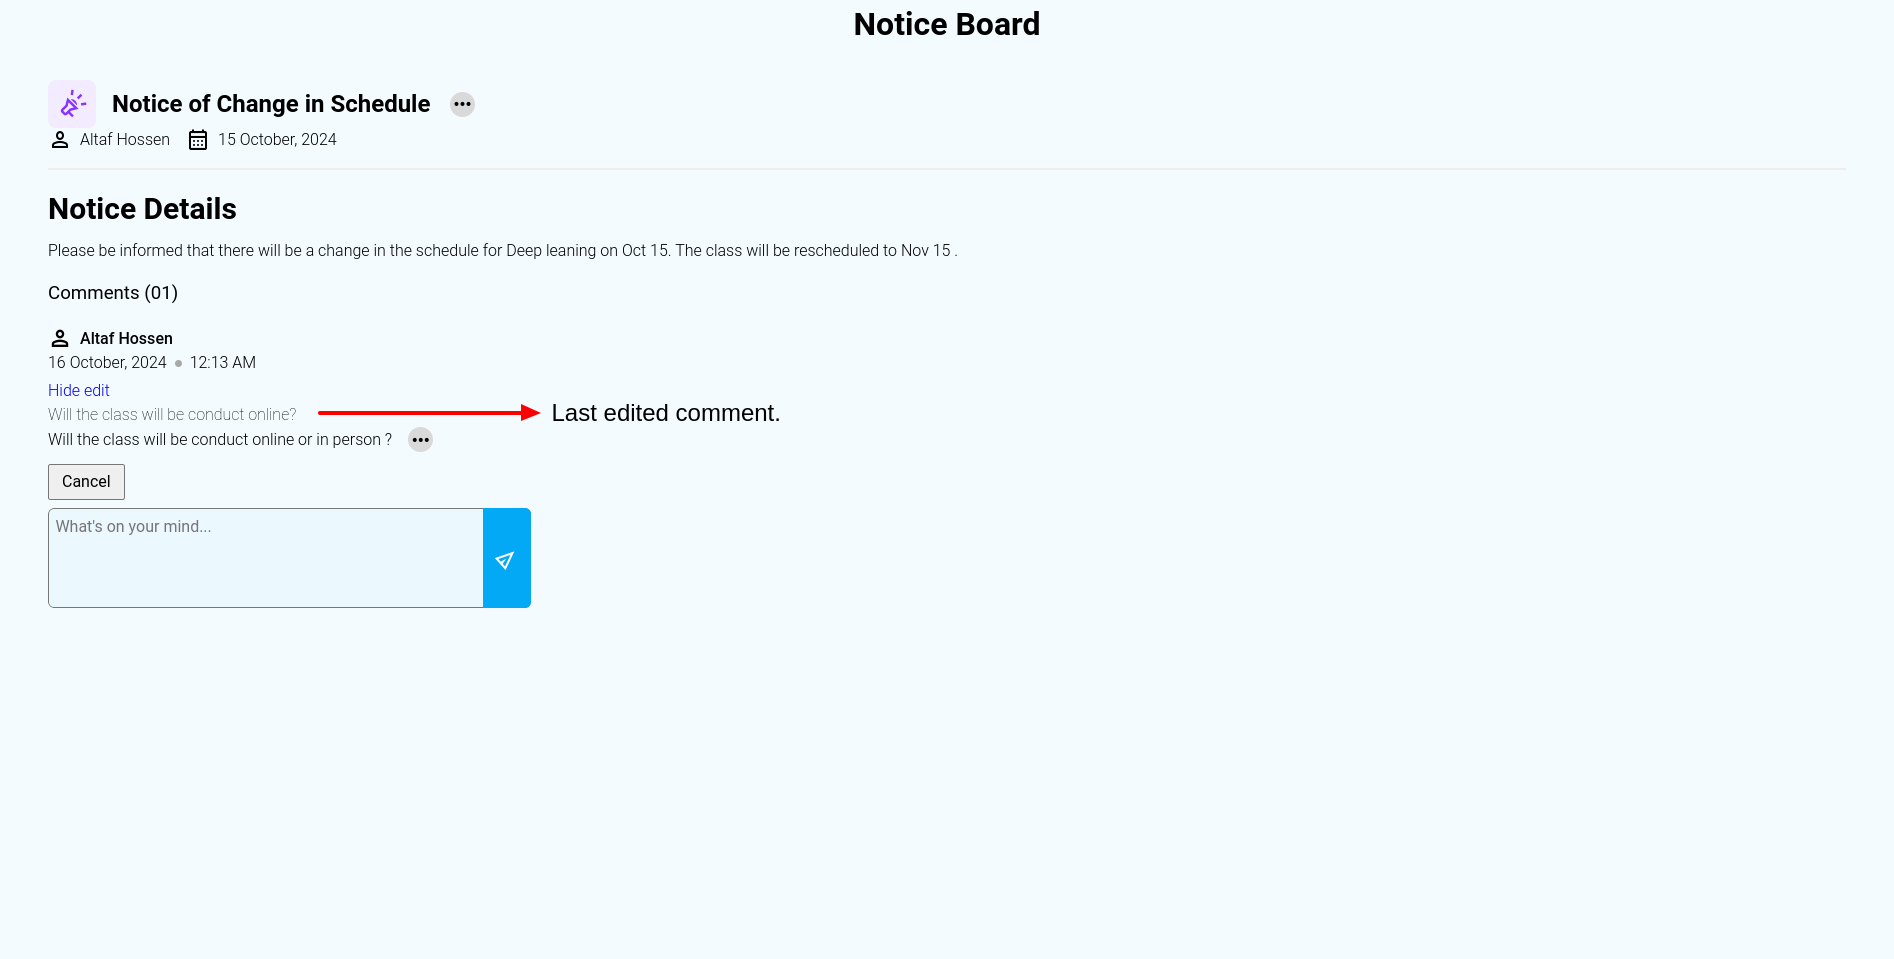 Notice Board
Notice of Change in Schedule
Altaf Hossen 15 October, 2024
Notice Details
Please be informed that there will be a change in the schedule for Deep leaning on Oct 15. The class will be rescheduled to Nov 15 .
Comments (01)
Altaf Hossen
16 October, 2024 12:13 AM
Hide edit
Will the class will be conduct online? Last edited comment.
Will the class will be conduct online or in person ?
Cancel
What's on your mind...